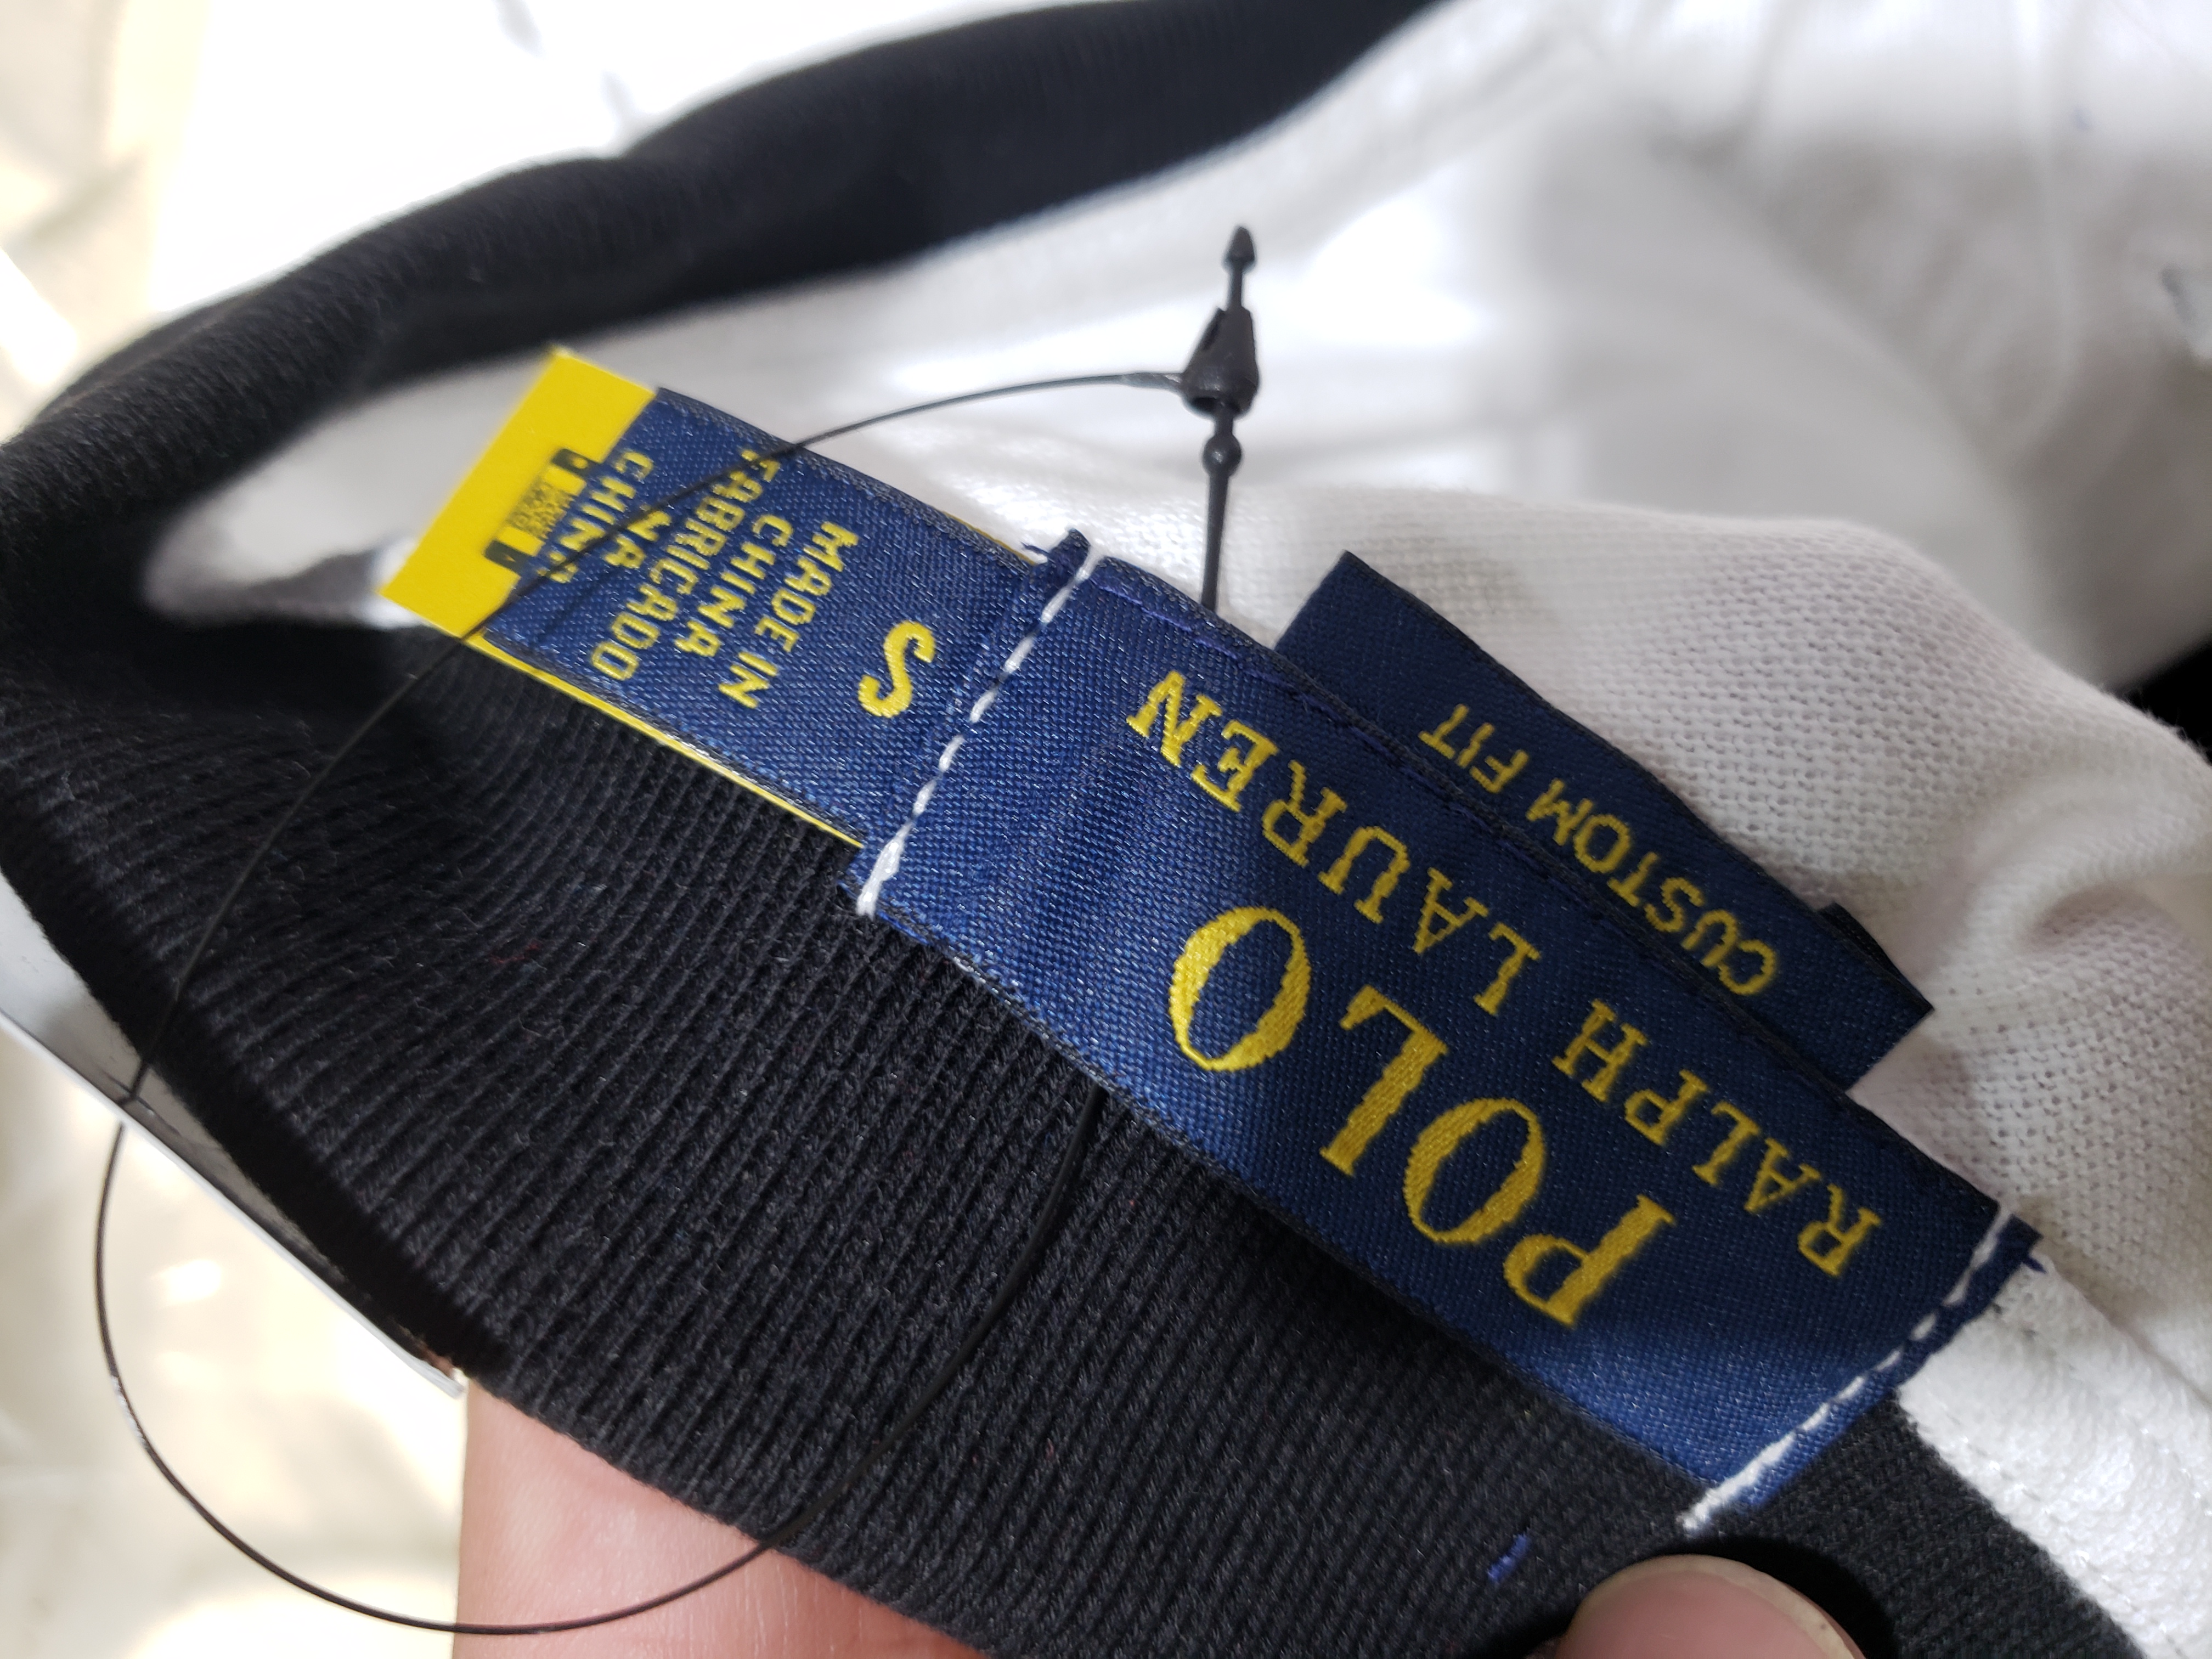 POLO
RALPH LAUREN
CUSTOM FIT
S
MADE IN
CHINA
FABRICADO
EN
CHINA